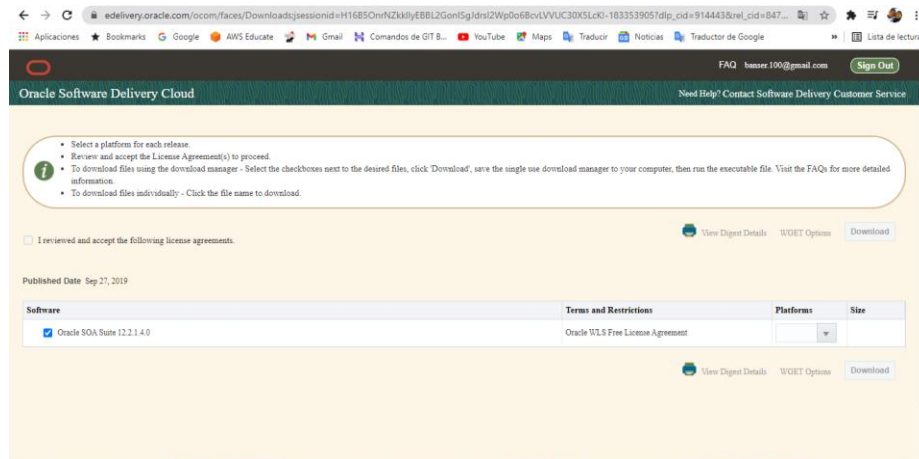 edelivery.oracle.com/ocom/faces/Downloads;jsessionid=H16B5OnrNZkkdlyEBBL2GonISgJdrsI2Wp0o6BcvLVVUC30X5LcKl-1833539057dlp_cid=914443&rel_cid=847...
Aplicaciones Bookmarks Google AWS Educate Gmail Comandos de GIT B... YouTube Maps Traducir Noticias Traductor de Google » Lista de lectura
FAQ banser.100@gmail.com Sign Out
Oracle Software Delivery Cloud Need Help? Contact Software Delivery Customer Service
• Select a platform for each release.
• Review and accept the License Agreement(s) to proceed.
• To download files using the download manager - Select the checkboxes next to the desired files, click 'Download', save the single use download manager to your computer, then run the executable file. Visit the FAQs for more detailed
information.
• To download files individually - Click the file name to download.
I reviewed and accept the following license agreements. View Digest Details WGET Options Download
Published Date Sep 27, 2019
Software Terms and Restrictions Platforms Size
Oracle SOA Suite 12.2.1.4.0 Oracle WLS Free License Agreement
View Digest Details WGET Options Download